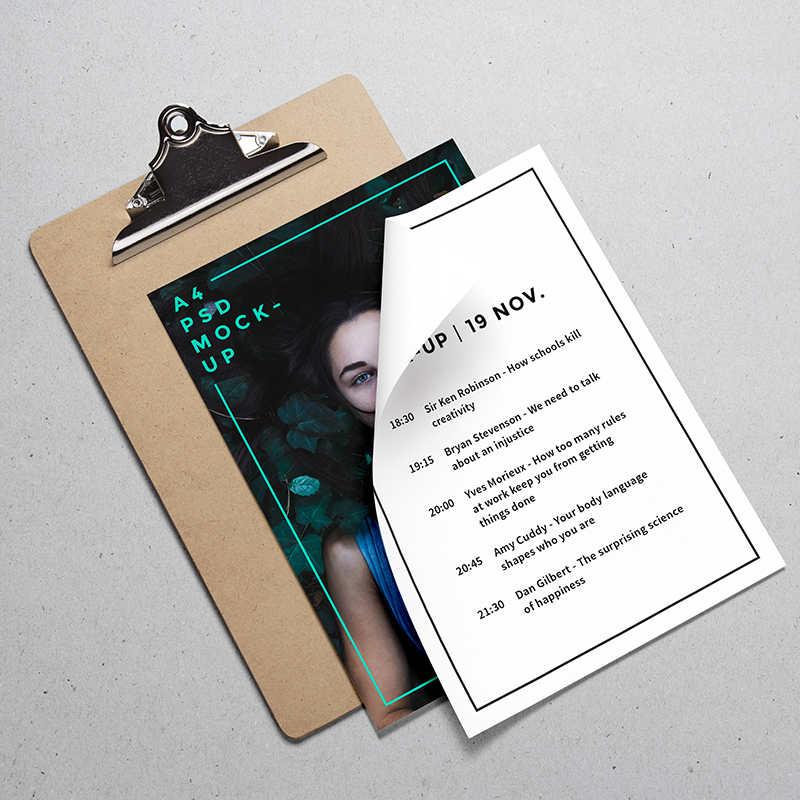 A4
PSD
MOCK-
UP
-UP | 19 NOV.
18:30 Sir Ken Robinson - How schools kill
creativity
19:15 Bryan Stevenson - We need to talk
about an injustice
20:00 Yves Morieux - How too many rules
at work keep you from getting
things done
20:45 Amy Cuddy - Your body language
shapes who you are
21:30 Dan Gilbert - The surprising science
of happiness